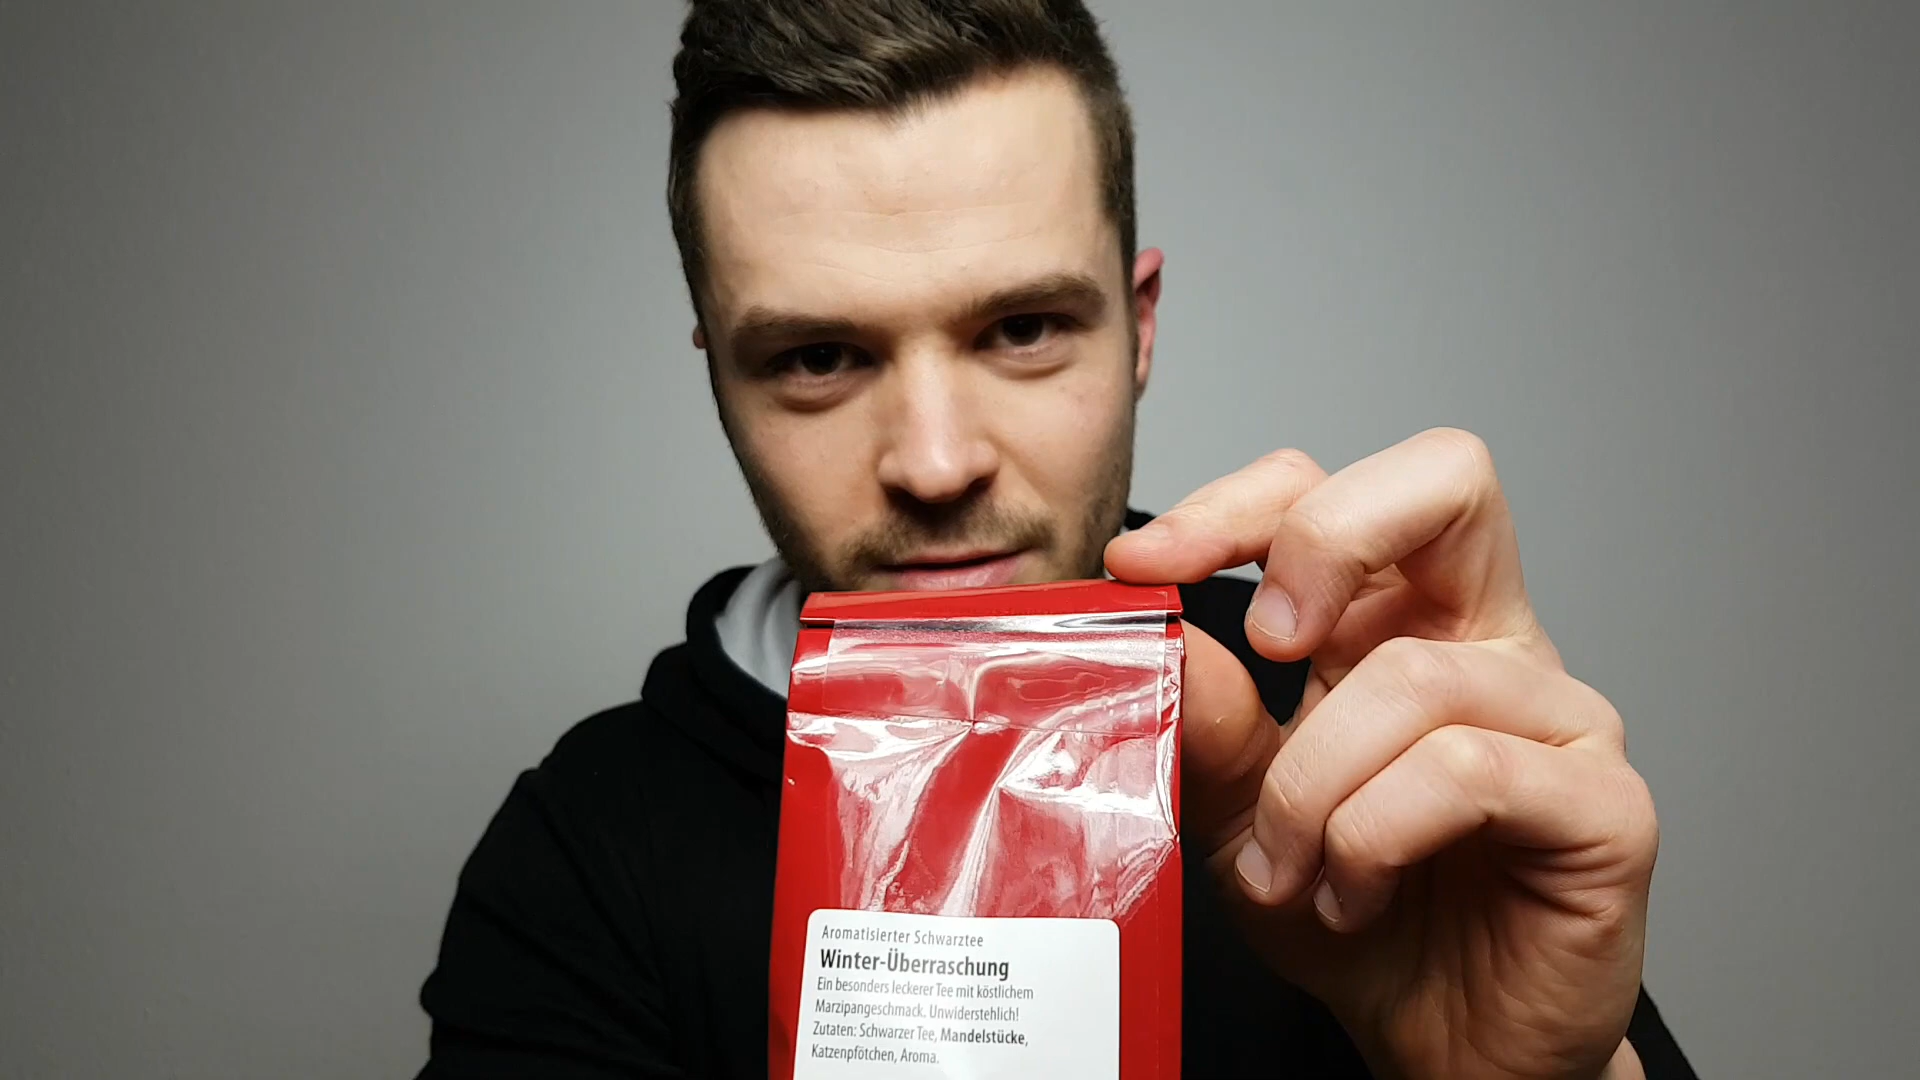 Aromatisierter Schwarztee
Winter-Überraschung
Ein besonders leckerer Tee mit köstlichem
Marzipangeschmack. Unwiderstehlich!
Zutaten: Schwarzer Tee, Mandelstücke,
Katzenpfötchen, Aroma.